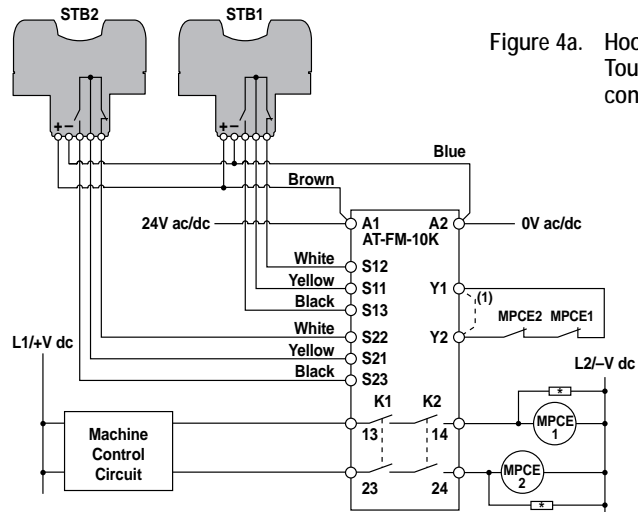 STB2
STB1
Figure 4a. Hoo
Tou
con
+ −
+ −
Blue
Brown
24V ac/dc
A1
A2
0V ac/dc
AT-FM-10K
White
S12
Yellow
S11
Y1
(1)
Black
S13
MPCE2
MPCE1
White
S22
Y2
L1/+V dc
Yellow
S21
L2/–V dc
Black
S23
*
K1
K2
13
14
MPCE
1
Machine
Control
Circuit
23
24
MPCE
2
*